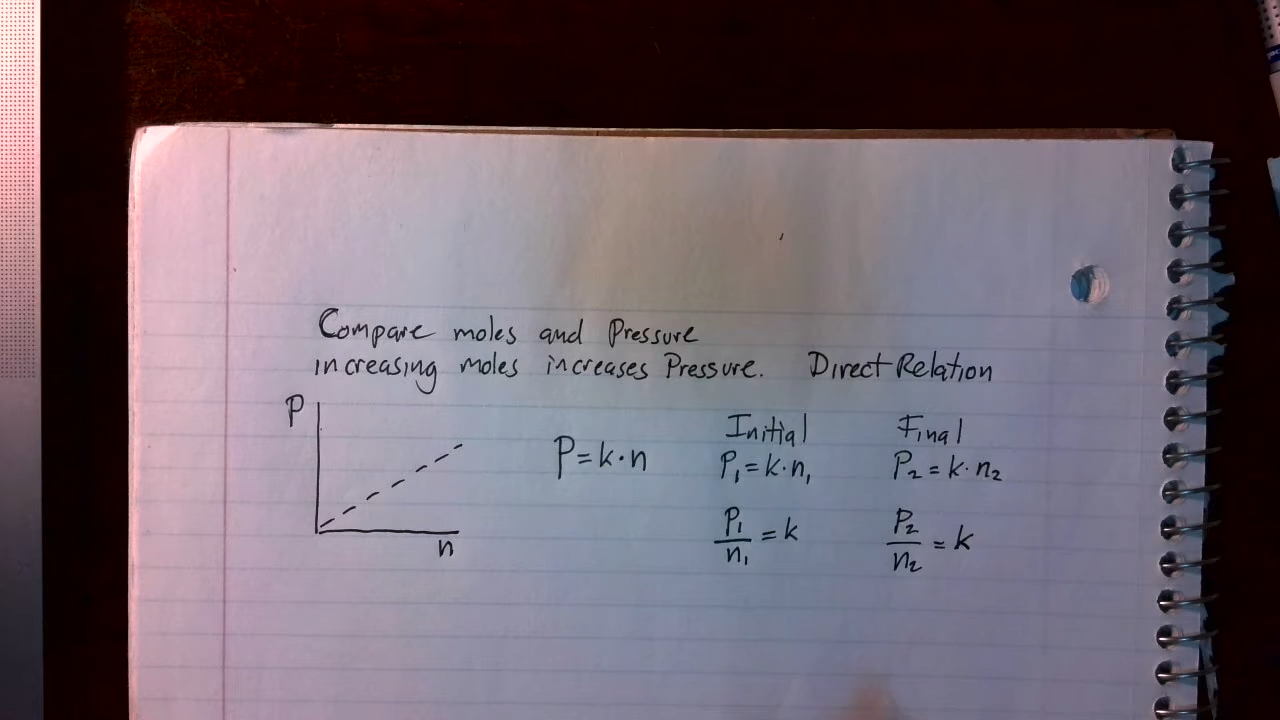 Compare moles and Pressure
increasing moles increases Pressure. Direct Relation
P
n
P=k·n
Initial Final
P₁=k·n₁ P₂=k·n₂
P₁/n₁=k P₂/n₂=k